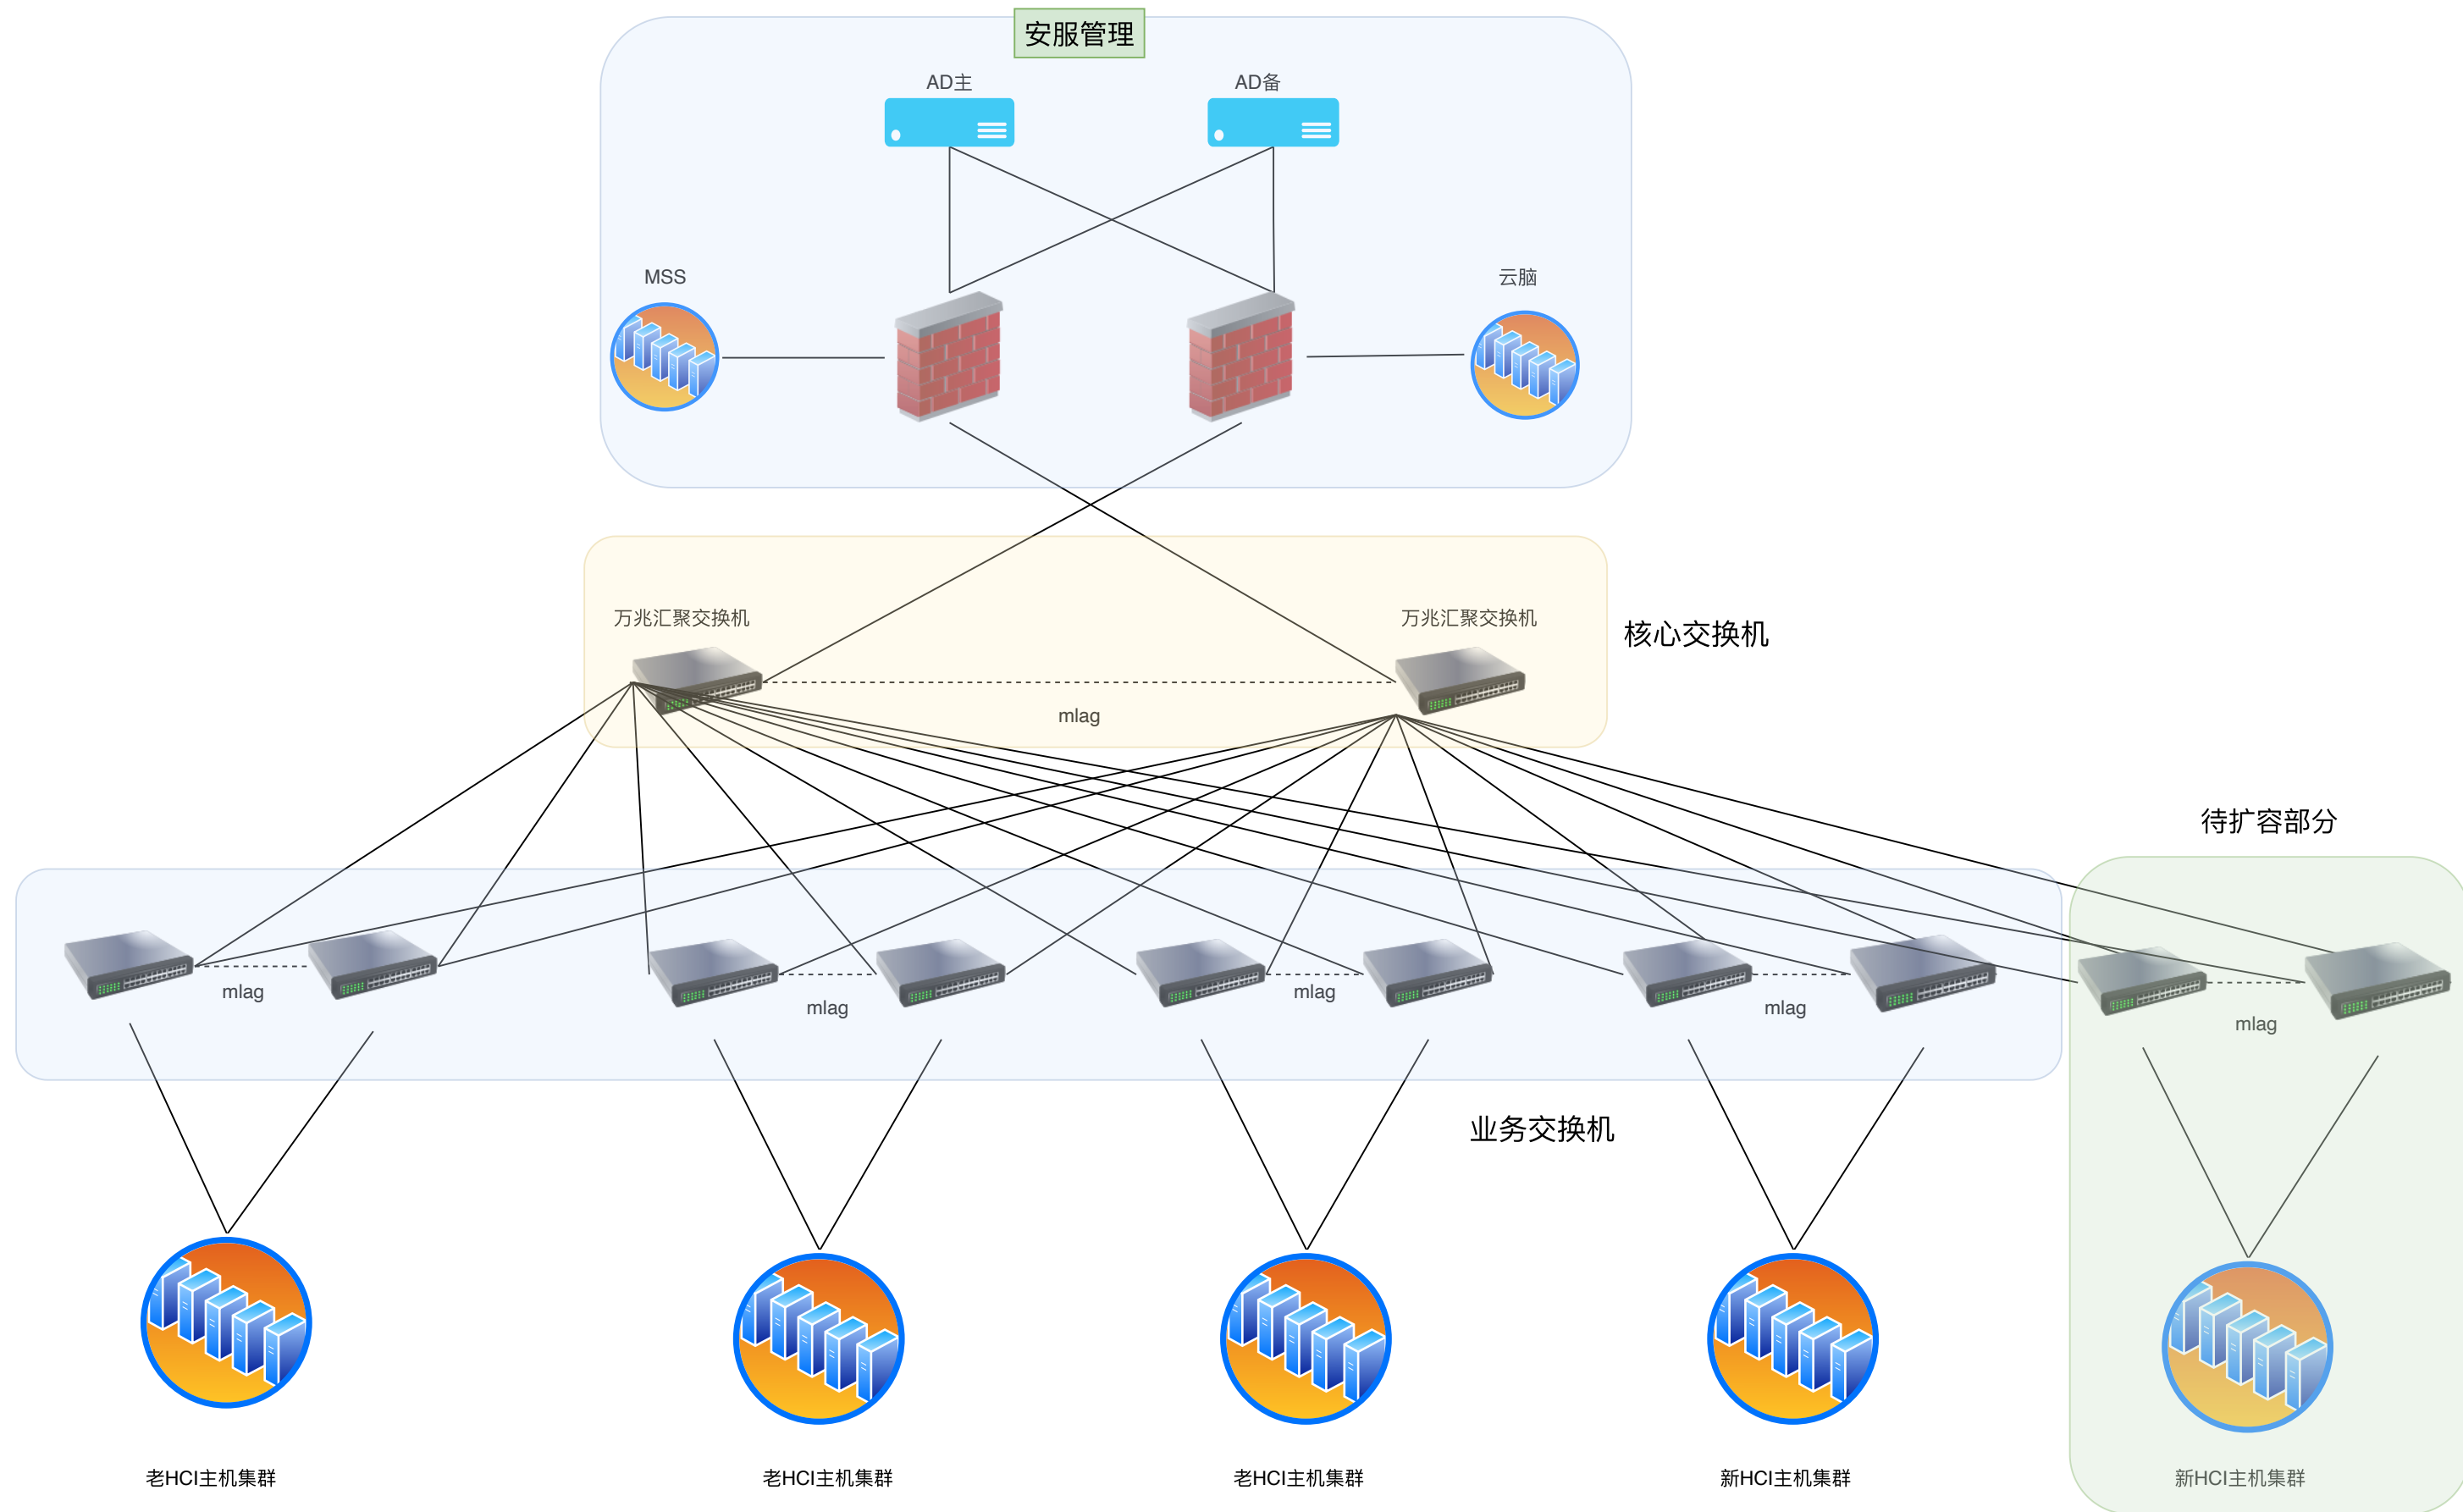 安服管理
AD主
AD备
MSS
云脑
万兆汇聚交换机
万兆汇聚交换机
核心交换机
mlag
待扩容部分
mlag
mlag
mlag
mlag
mlag
业务交换机
老HCI主机集群
老HCI主机集群
老HCI主机集群
新HCI主机集群
新HCI主机集群